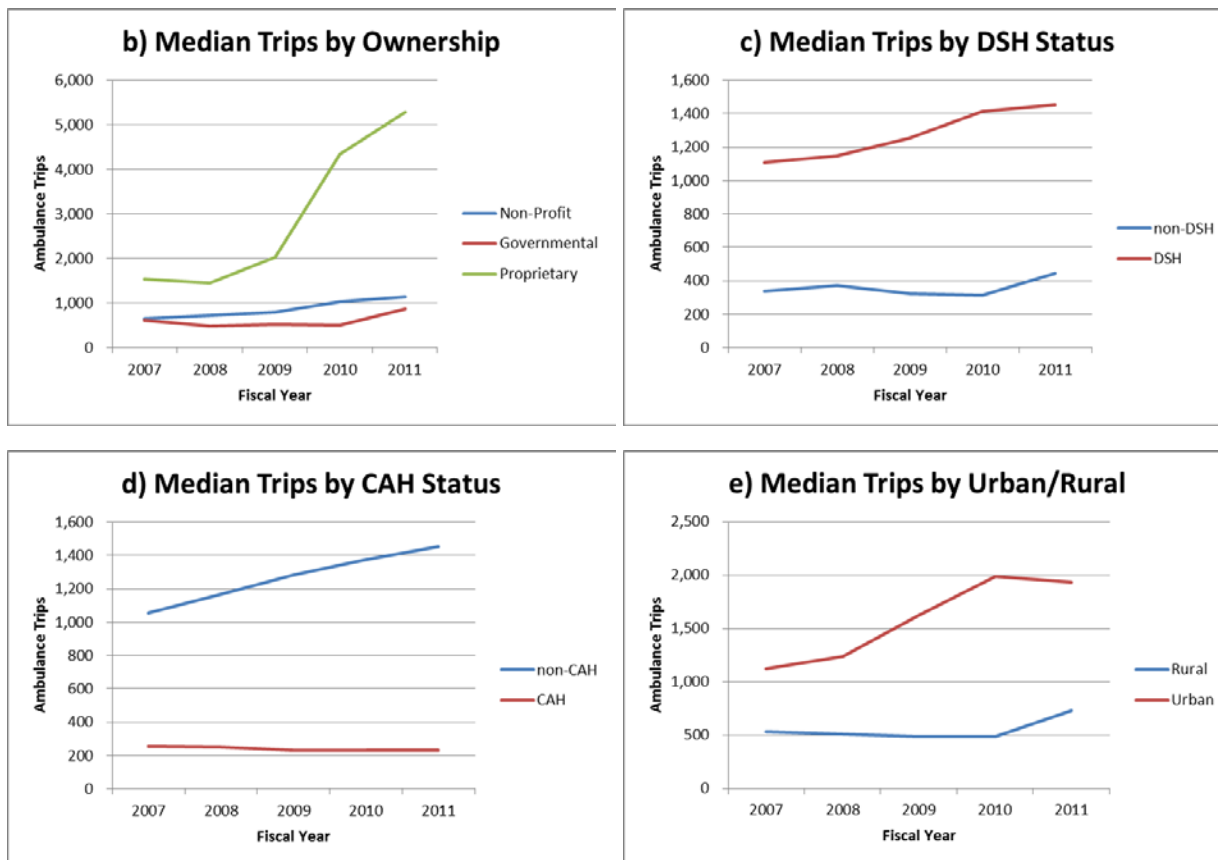 b) Median Trips by Ownership
6,000
5,000
4,000
3,000
2,000
1,000
0
Ambulance Trips
2007 2008 2009 2010 2011
Fiscal Year
Non-Profit
Governmental
Proprietary
c) Median Trips by DSH Status
1,600
1,400
1,200
1,000
800
600
400
200
0
Ambulance Trips
2007 2008 2009 2010 2011
Fiscal Year
non-DSH
DSH
d) Median Trips by CAH Status
1,600
1,400
1,200
1,000
800
600
400
200
0
Ambulance Trips
2007 2008 2009 2010 2011
Fiscal Year
non-CAH
CAH
e) Median Trips by Urban/Rural
2,500
2,000
1,500
1,000
500
0
Ambulance Trips
2007 2008 2009 2010 2011
Fiscal Year
Rural
Urban